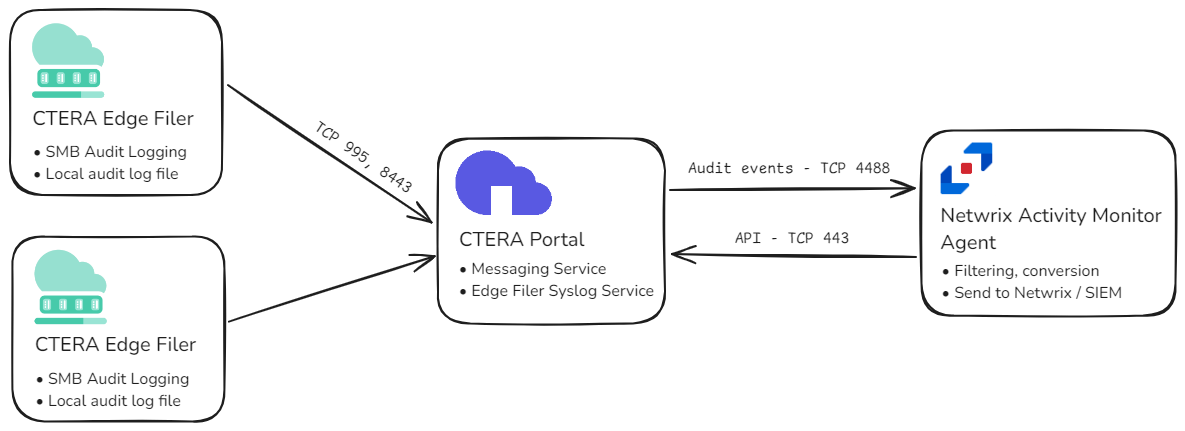 CTERA Edge Filer
• SMB Audit Logging
• Local audit log file
TCP 995, 8443
CTERA Portal
• Messaging Service
• Edge Filer Syslog Service
Audit events - TCP 4488
API - TCP 443
Netwrix Activity Monitor
Agent
• Filtering, conversion
• Send to Netwrix / SIEM
CTERA Edge Filer
• SMB Audit Logging
• Local audit log file